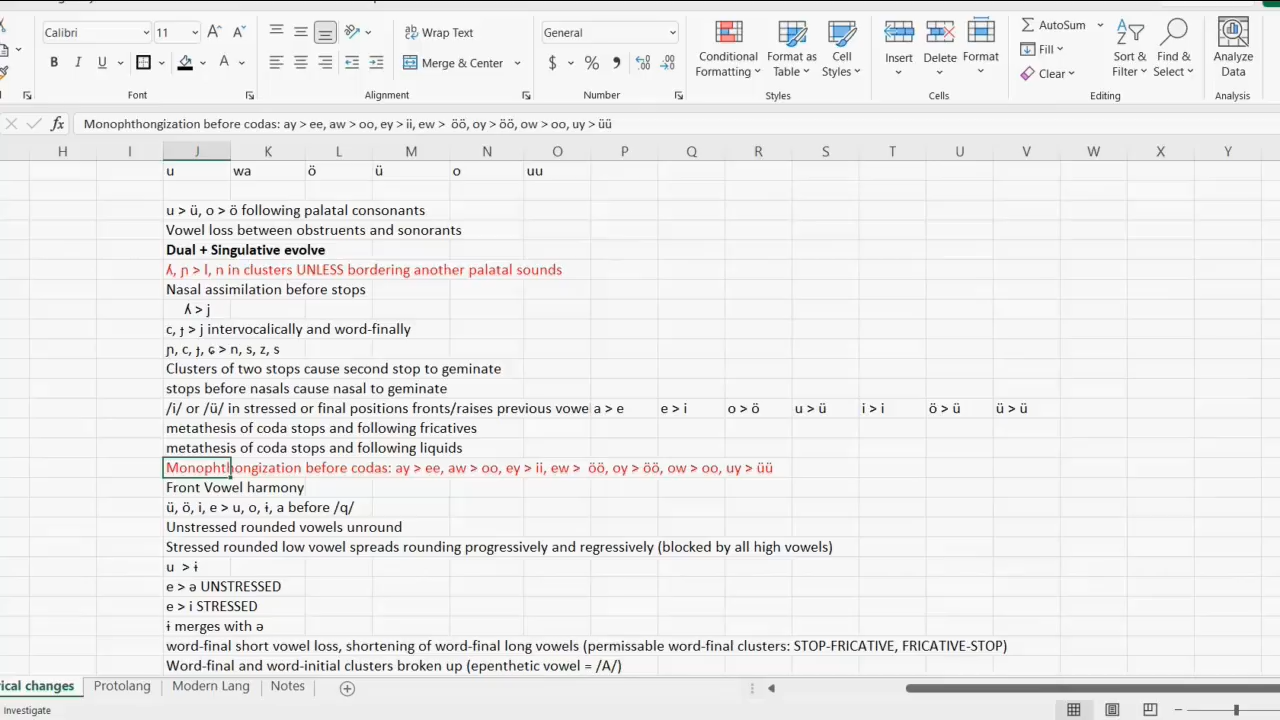 Calibri 11 A A Wrap Text General AutoSum
B I U A Merge & Center $ % Conditional Formatting Format as Table Cell Styles Insert Delete Format Fill Clear Sort & Filter Find & Select Analyze Data
Font Alignment Number Styles Cells Editing Analysis
fx Monophthongization before codas: ay > ee, aw > oo, ey > ii, ew > öö, oy > öö, ow > oo, uy > üü
H I J K L M N O P Q R S T U V W X Y
u wa ö ü o uu
u > ü, o > ö following palatal consonants
Vowel loss between obstruents and sonorants
Dual + Singulative evolve
ʎ, ɲ > l, n in clusters UNLESS bordering another palatal sounds
Nasal assimilation before stops
ʎ > j
c, ɟ > j intervocalically and word-finally
ɲ, c, ɟ, ɕ > n, s, z, s
Clusters of two stops cause second stop to geminate
stops before nasals cause nasal to geminate
/i/ or /ü/ in stressed or final positions fronts/raises previous vowel a > e e > i o > ö u > ü i > i ö > ü ü > ü
metathesis of coda stops and following fricatives
metathesis of coda stops and following liquids
Monophthongization before codas: ay > ee, aw > oo, ey > ii, ew > öö, oy > öö, ow > oo, uy > üü
Front Vowel harmony
ü, ö, i, e > u, o, ɨ, a before /q/
Unstressed rounded vowels unround
Stressed rounded low vowel spreads rounding progressively and regressively (blocked by all high vowels)
u > ɨ
e > ə UNSTRESSED
e > i STRESSED
ɨ merges with ə
word-final short vowel loss, shortening of word-final long vowels (permissable word-final clusters: STOP-FRICATIVE, FRICATIVE-STOP)
Word-final and word-initial clusters broken up (epenthetic vowel = /A/)
rical changes Protolang Modern Lang Notes
Investigate